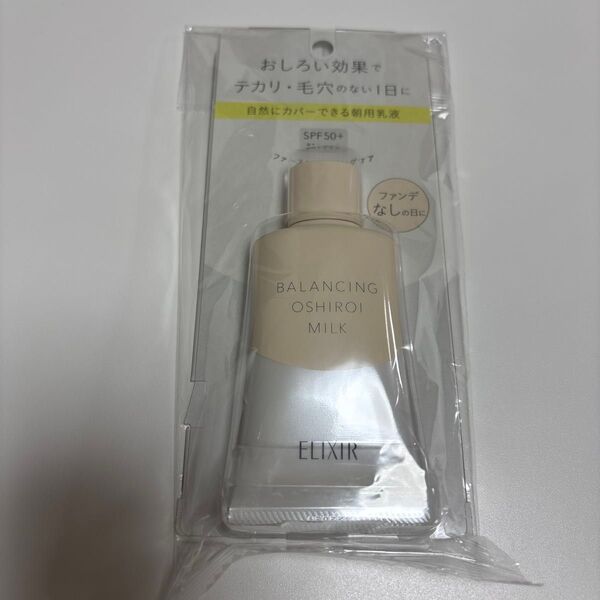 おしろい効果で
テカリ・毛穴のない1日に
自然にカバーできる朝用乳液
SPF50+
ファンデ
なしの日に
BALANCING
OSHIROI
MILK
ELIXIR